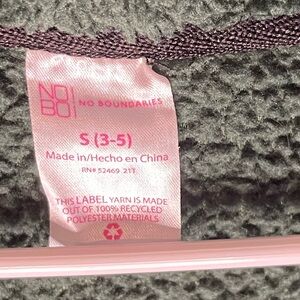 NO
BO
NO BOUNDARIES
S (3-5)
Made in/Hecho en China
RN# 52469 21T
THIS LABEL YARN IS MADE
OUT OF 100% RECYCLED
POLYESTER MATERIALS